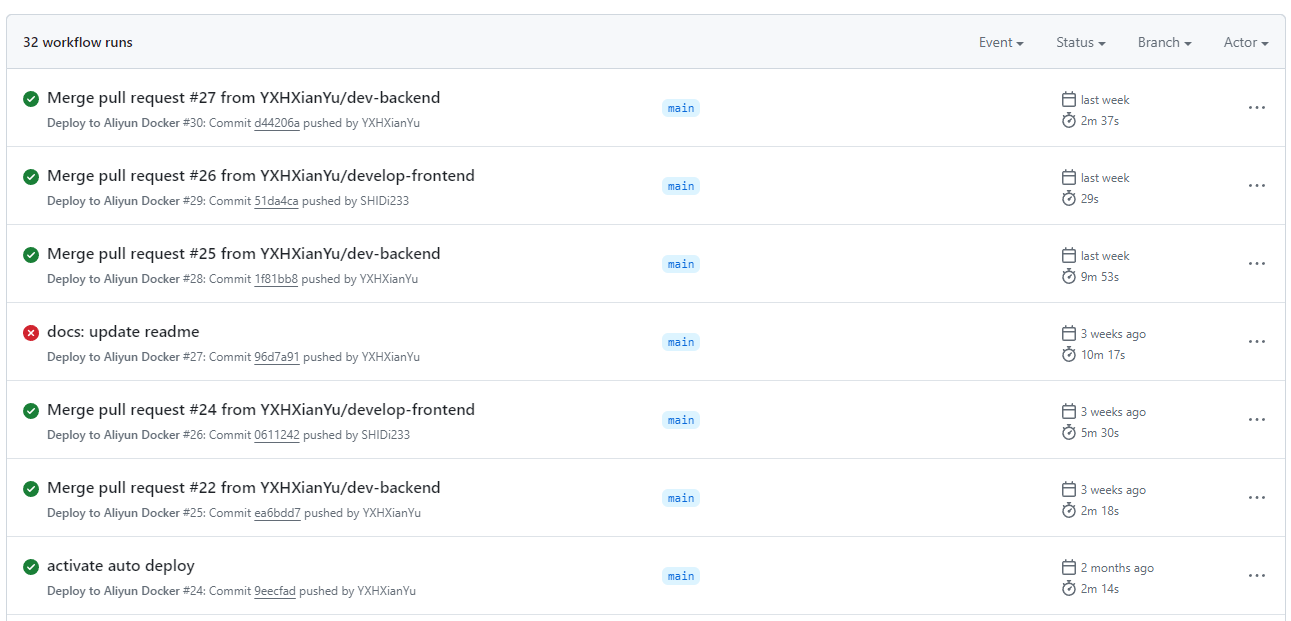 32 workflow runs Event Status Branch Actor
Merge pull request #27 from YXHXianYu/dev-backend
main
last week
Deploy to Aliyun Docker #30: Commit d44206a pushed by YXHXianYu
2m 37s
Merge pull request #26 from YXHXianYu/develop-frontend
main
last week
Deploy to Aliyun Docker #29: Commit 51da4ca pushed by SHIDi233
29s
Merge pull request #25 from YXHXianYu/dev-backend
main
last week
Deploy to Aliyun Docker #28: Commit 1f81bb8 pushed by YXHXianYu
9m 53s
docs: update readme
main
3 weeks ago
Deploy to Aliyun Docker #27: Commit 96d7a91 pushed by YXHXianYu
10m 17s
Merge pull request #24 from YXHXianYu/develop-frontend
main
3 weeks ago
Deploy to Aliyun Docker #26: Commit 0611242 pushed by SHIDi233
5m 30s
Merge pull request #22 from YXHXianYu/dev-backend
main
3 weeks ago
Deploy to Aliyun Docker #25: Commit ea6bdd7 pushed by YXHXianYu
2m 18s
activate auto deploy
main
2 months ago
Deploy to Aliyun Docker #24: Commit 9eecfad pushed by YXHXianYu
2m 14s